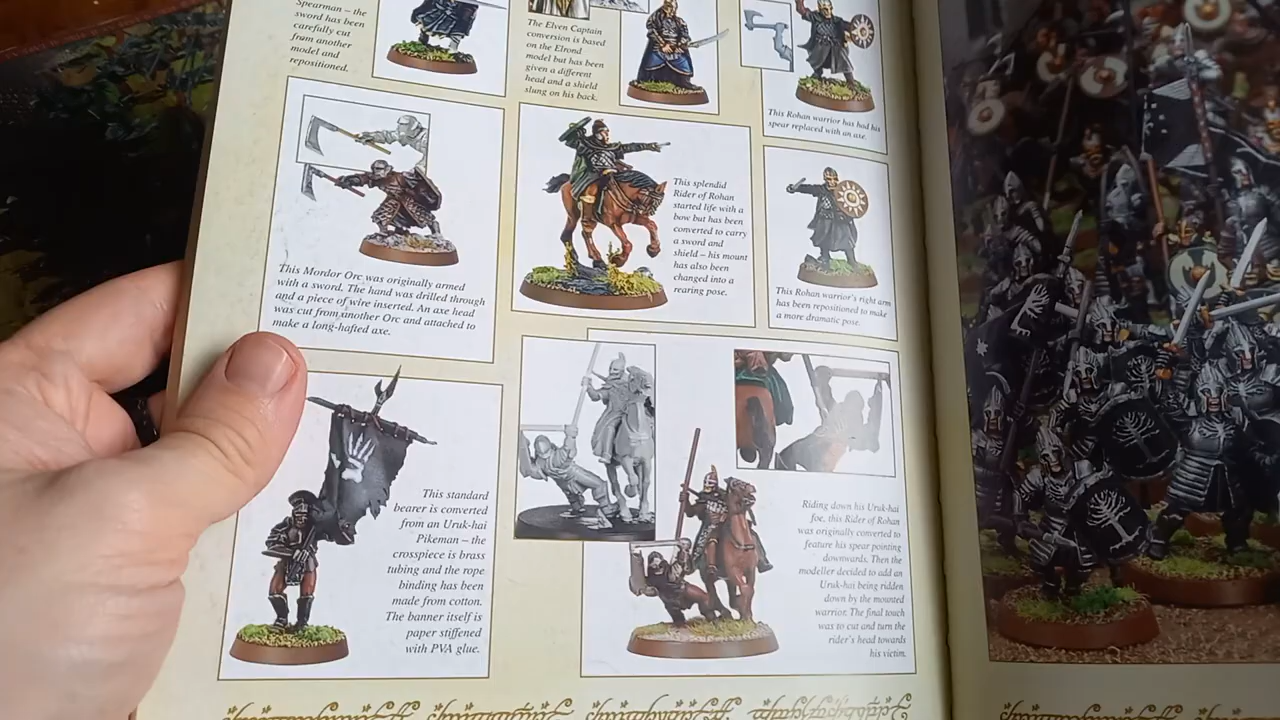 Spearman – the
sword has been
carefully cut
from another
model and
repositioned.
The Elven Captain
conversion is based
on the Elrond
model but has been
given a different
head and a shield
slung on his back.
This Rohan warrior has had his
spear replaced with an axe.
This Mordor Orc was originally armed
with a sword. The hand was drilled through
and a piece of wire inserted. An axe head
was cut from another Orc and attached to
make a long-hafted axe.
This splendid
Rider of Rohan
started life with a
bow but has been
converted to carry
a sword and
shield – his mount
has also been
changed into a
rearing pose.
This Rohan warrior's right arm
has been repositioned to make
a more dramatic pose.
This standard
bearer is converted
from an Uruk-hai
Pikeman – the
crosspiece is brass
tubing and the rope
binding has been
made from cotton.
The banner itself is
paper stiffened
with PVA glue.
Riding down his Uruk-hai
foe, this Rider of Rohan
was originally converted to
feature his spear pointing
downwards. Then the
modeller decided to add an
Uruk-hai being ridden
down by the mounted
warrior. The final touch
was to cut and turn the
rider's head towards
his victim.